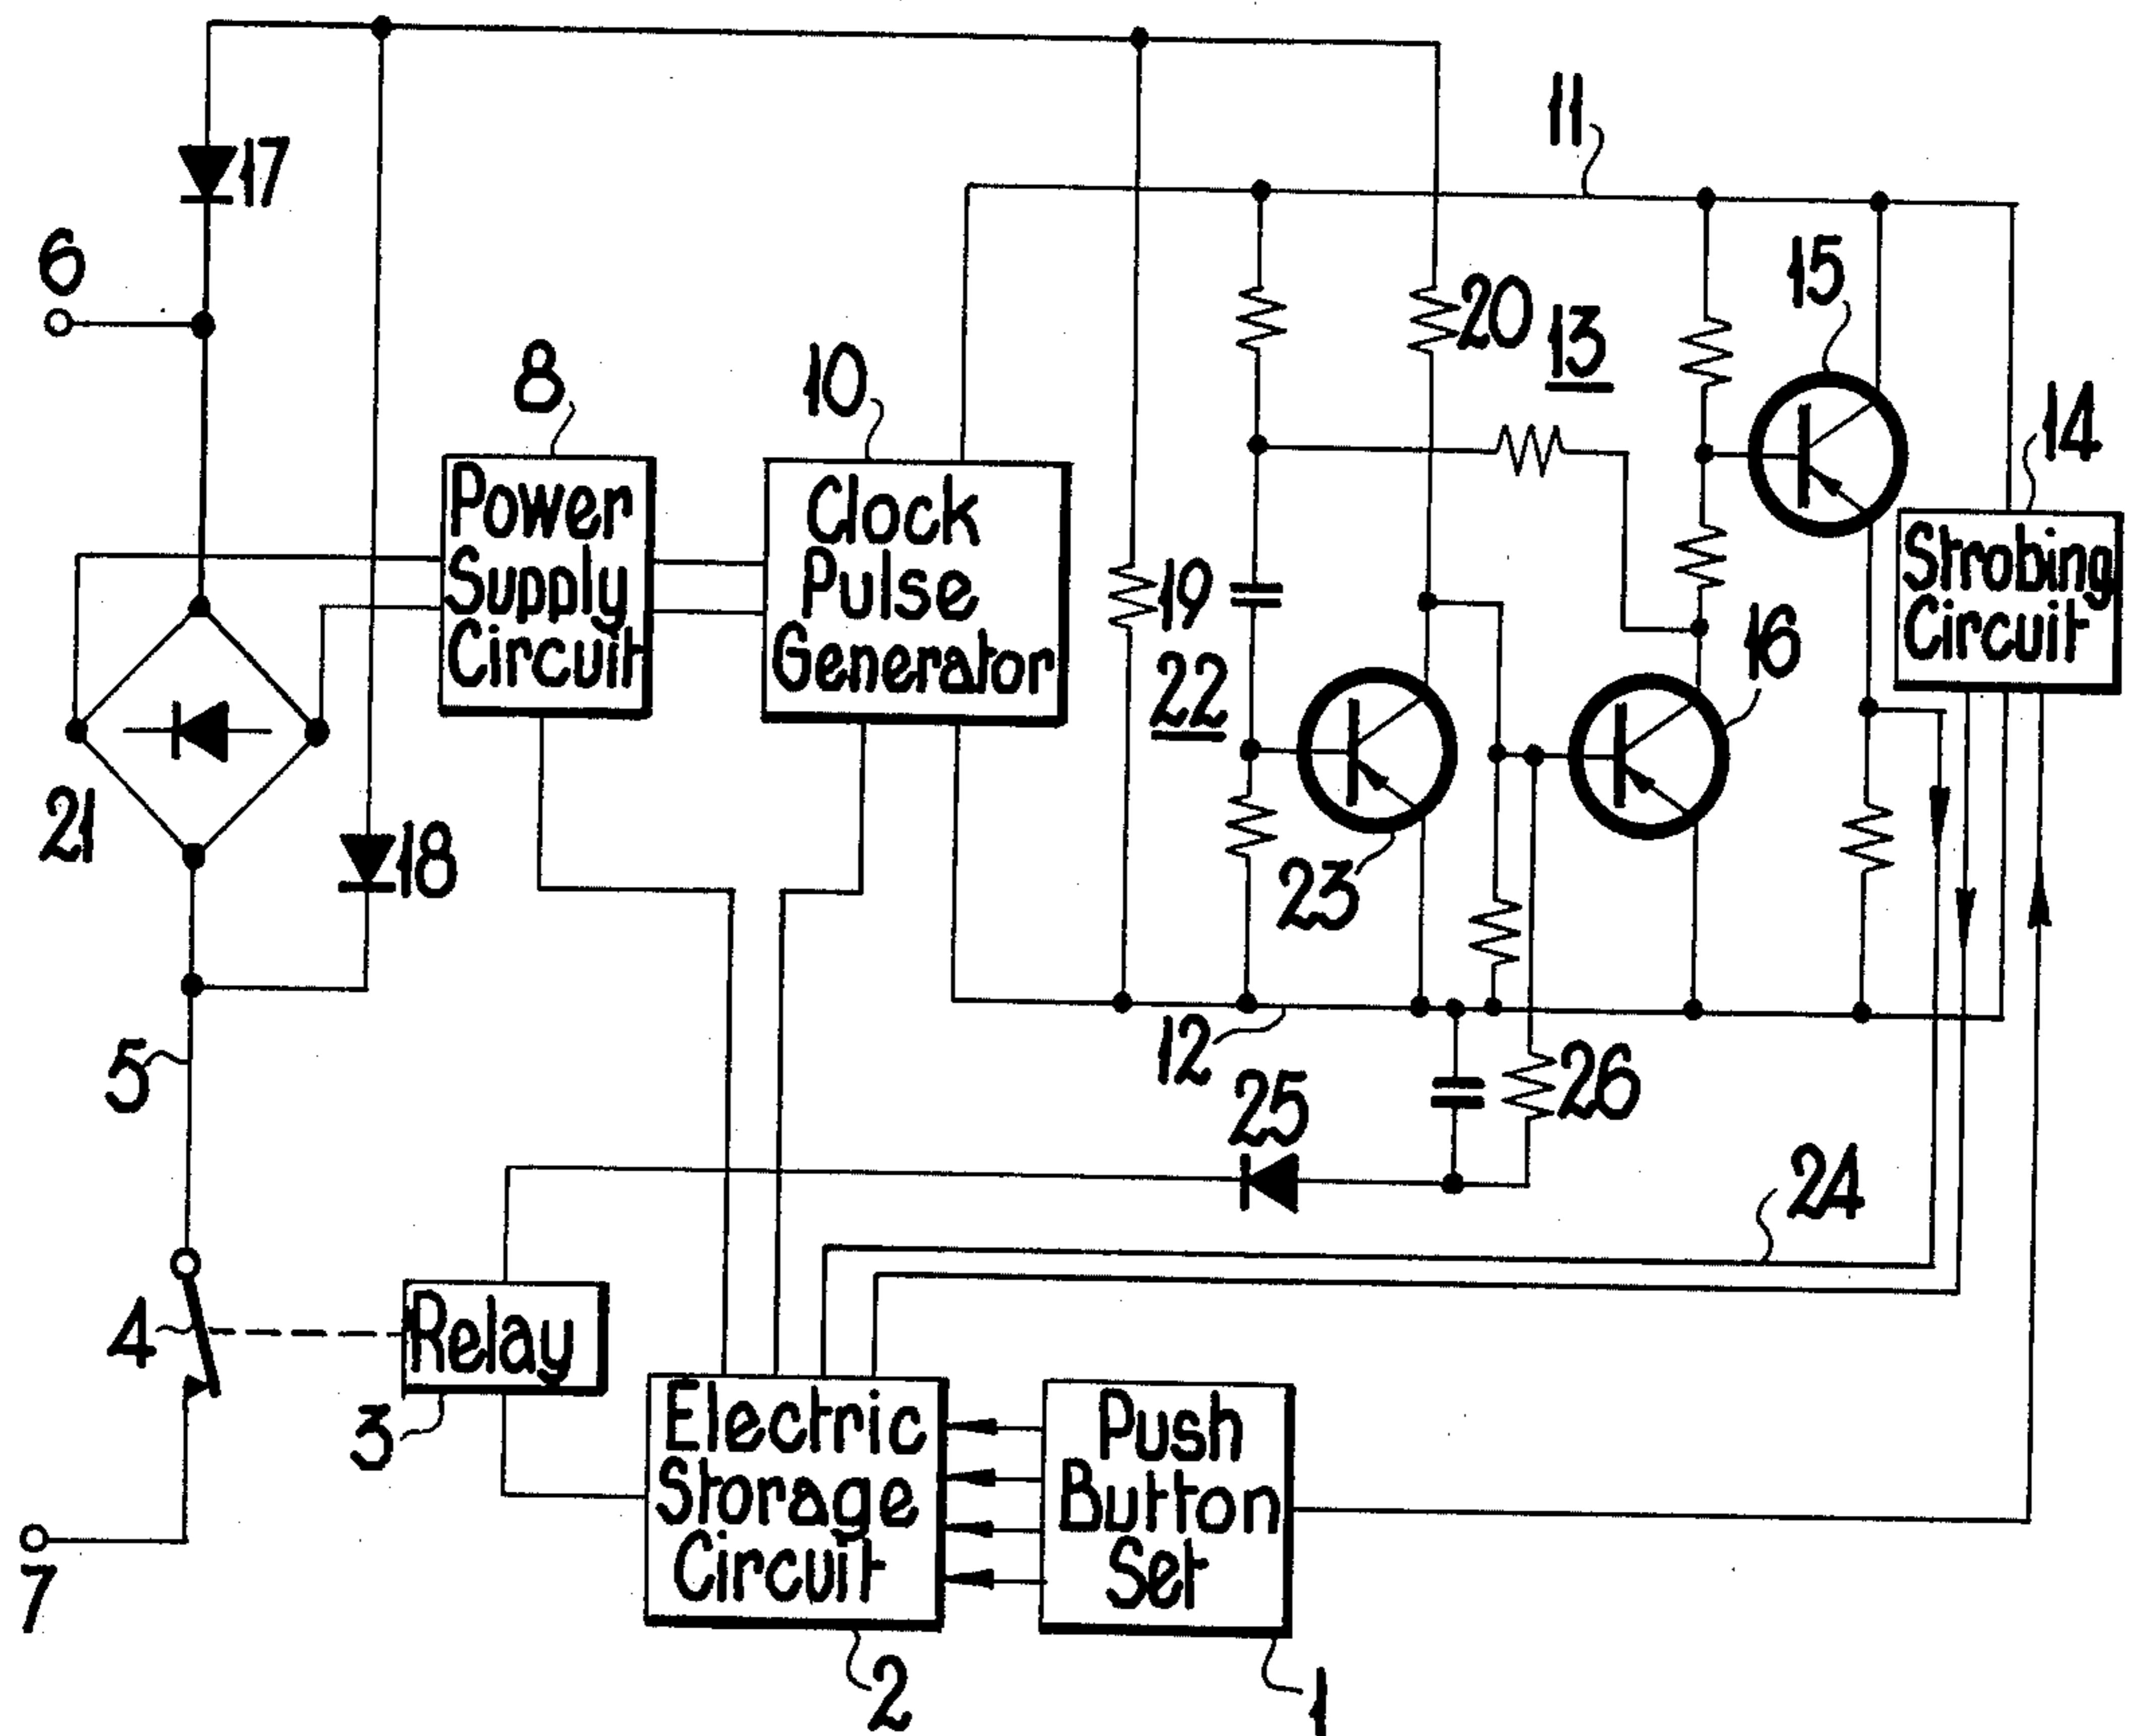 11
17
15
6
20
13
8
10
14
Power
Supply
Circuit
Clock
Pulse
Generator
Strobing
Circuit
19
22
16
21
18
23
12
26
5
25
24
4
Relay
3
Electric
Storage
Circuit
Push
Button
Set
7
2
1